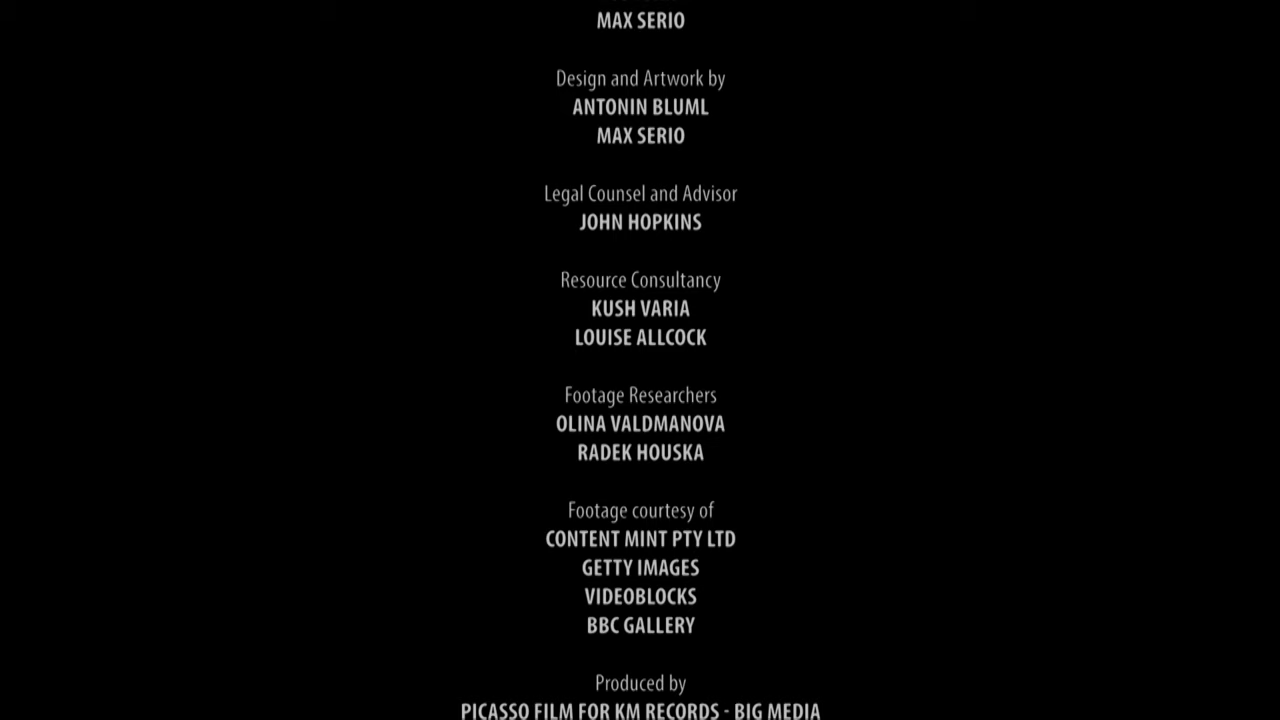 MAX SERIO
Design and Artwork by
ANTONIN BLUML
MAX SERIO
Legal Counsel and Advisor
JOHN HOPKINS
Resource Consultancy
KUSH VARIA
LOUISE ALLCOCK
Footage Researchers
OLINA VALDMANOVA
RADEK HOUSKA
Footage courtesy of
CONTENT MINT PTY LTD
GETTY IMAGES
VIDEOBLOCKS
BBC GALLERY
Produced by
PICASSO FILM FOR KM RECORDS - BIG MEDIA